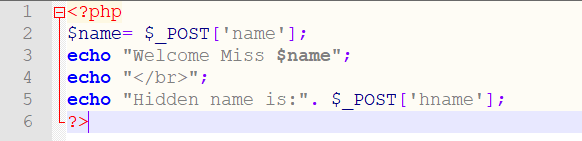 1 <?php
2 $name= $_POST['name'];
3 echo "Welcome Miss $name";
4 echo "</br>";
5 echo "Hidden name is:". $_POST['hname'];
6 ?>